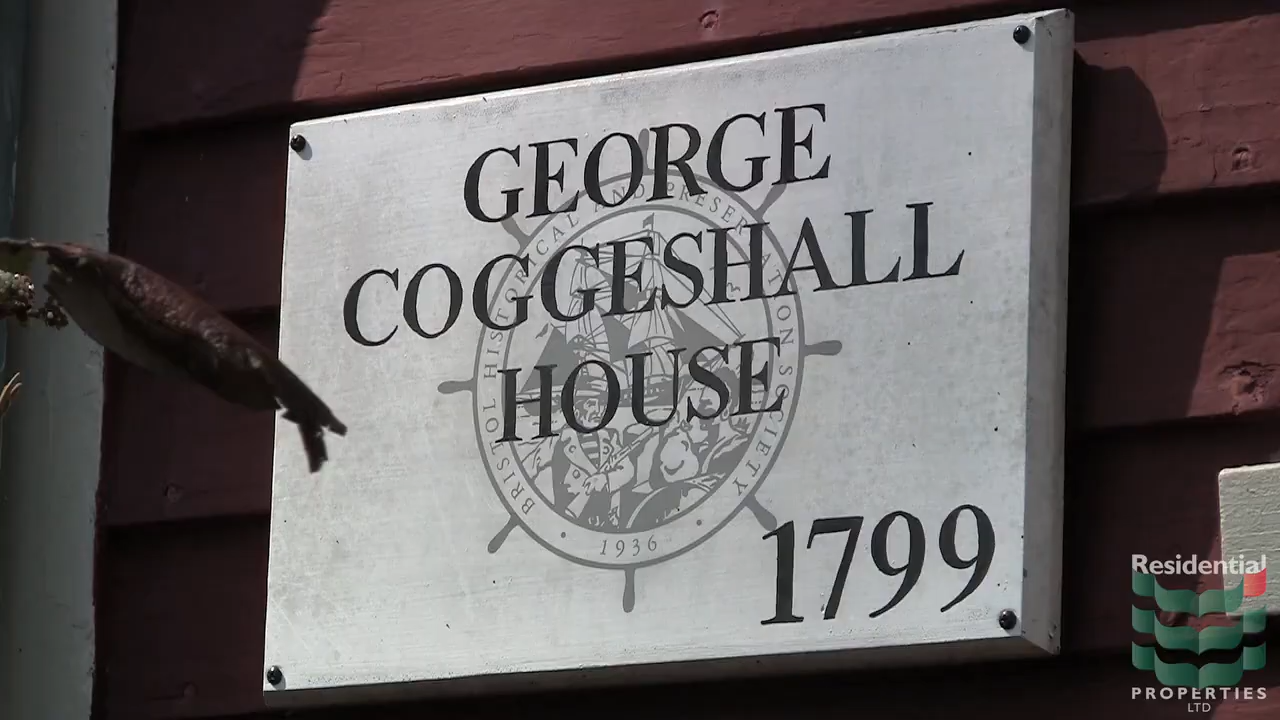 GEORGE
COGGESHALL
HOUSE
1799
BRISTOL HISTORICAL AND PRESERVATION SOCIETY
1936
Residential
PROPERTIES
LTD